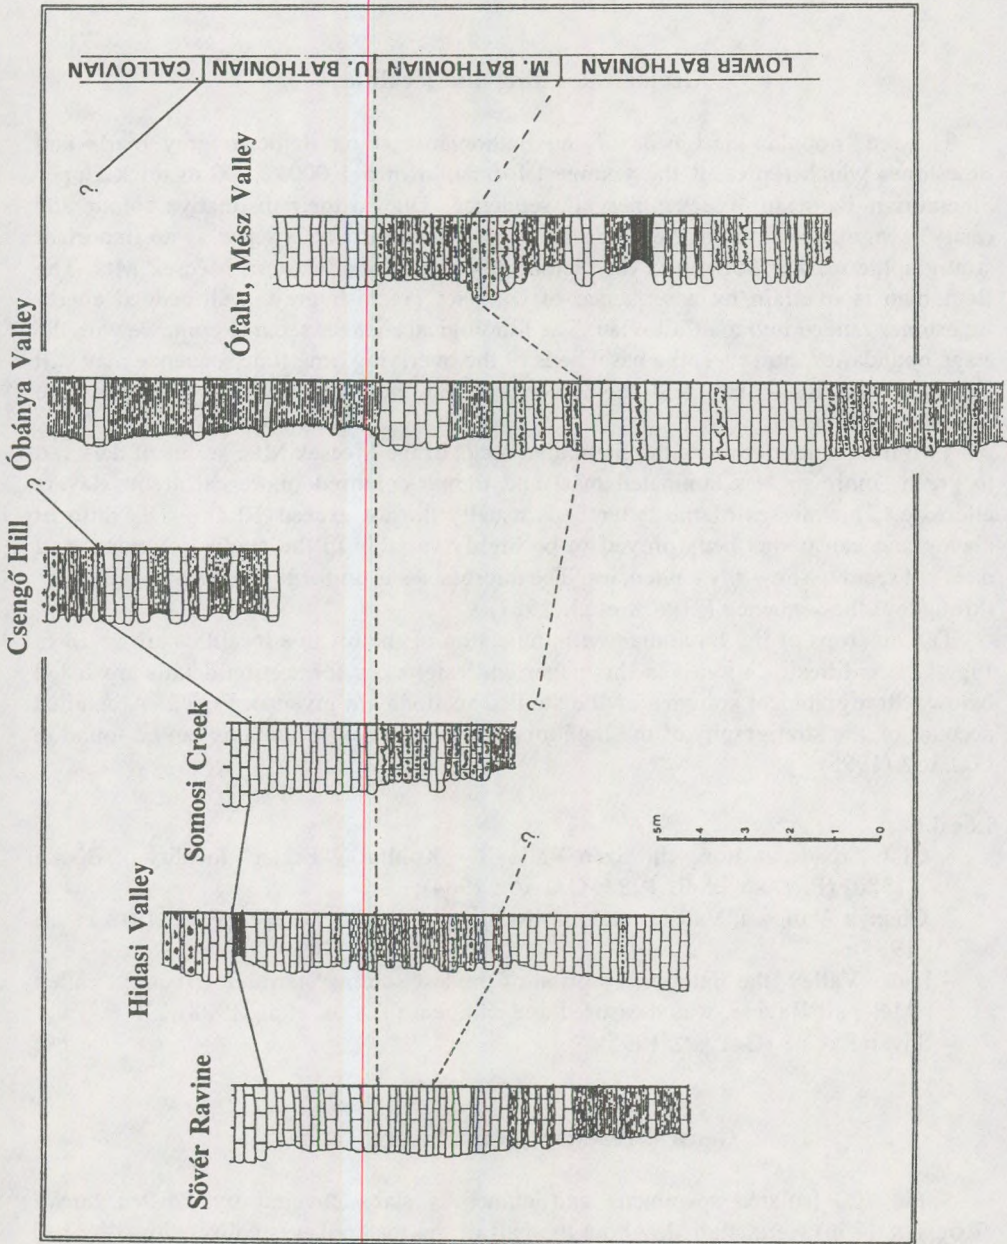 Sövér Ravine
Hidasi Valley
Somosi Creek
Csengő Hill
Óbánya Valley
Ófalu, Mész Valley
?
?
?
?
5m
4
3
2
1
0
CALLOVIAN
U. BATHONIAN
M. BATHONIAN
LOWER BATHONIAN